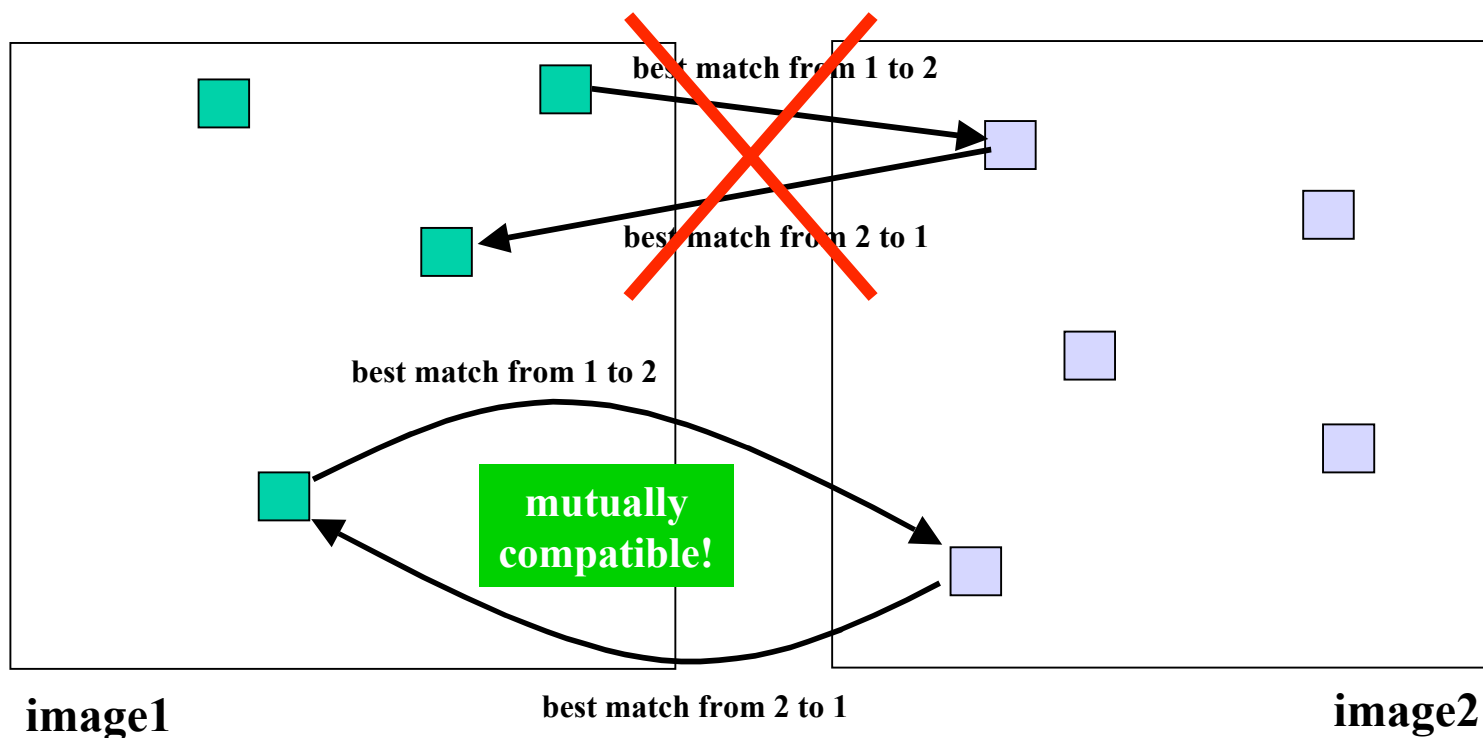 best match from 1 to 2
best match from 2 to 1
best match from 1 to 2
mutually
compatible!
best match from 2 to 1
image1
image2